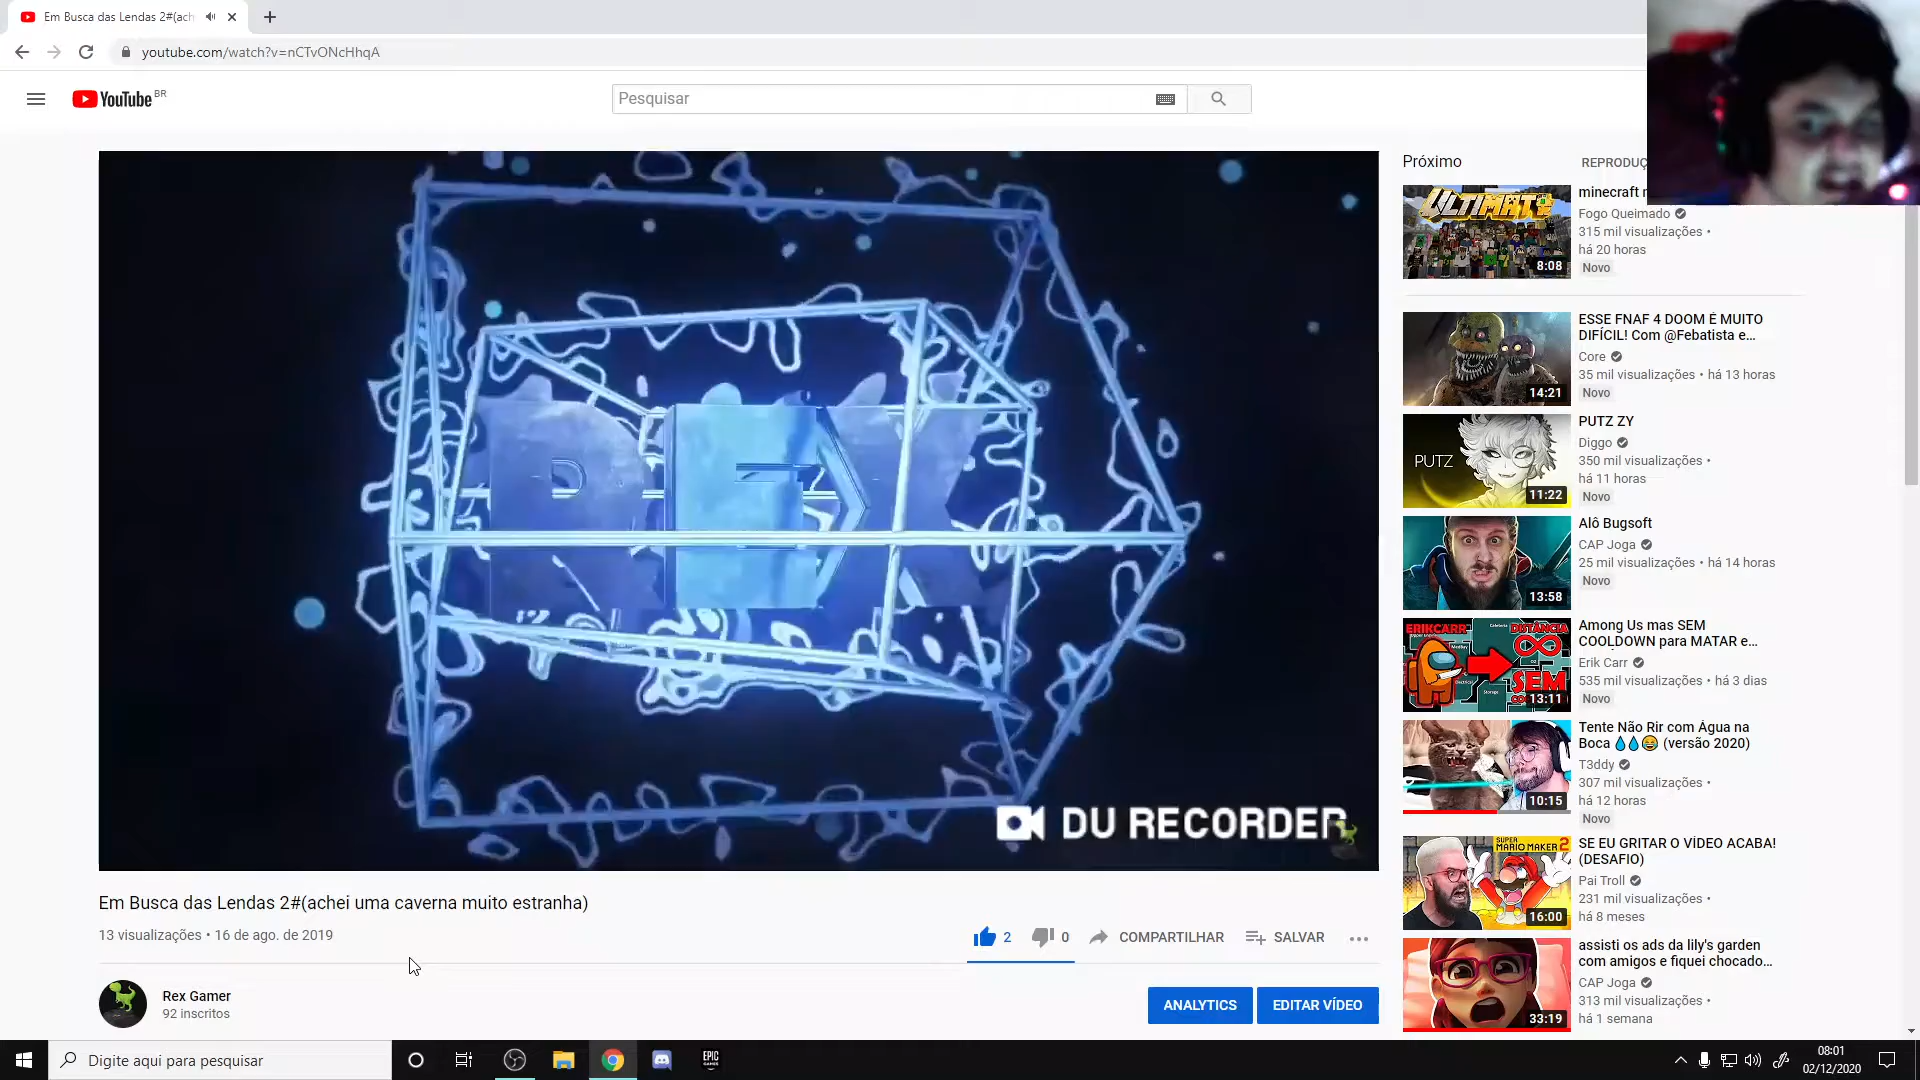 Em Busca das Lendas 2#(ach
youtube.com/watch?v=nCTvONcHhqA
YouTube BR
Pesquisar
REX
DU RECORDER
Em Busca das Lendas 2#(achei uma caverna muito estranha)
13 visualizações • 16 de ago. de 2019
2
0
COMPARTILHAR
SALVAR
Rex Gamer
92 inscritos
ANALYTICS
EDITAR VÍDEO
Próximo
REPRODUÇ
ULTIMATE
8:08
minecraft
Fogo Queimado
315 mil visualizações •
há 20 horas
Novo
14:21
ESSE FNAF 4 DOOM É MUITO
DIFÍCIL! Com @Febatista e...
Core
35 mil visualizações • há 13 horas
Novo
PUTZ
11:22
PUTZ ZY
Diggo
350 mil visualizações •
há 11 horas
Novo
13:58
Alô Bugsoft
CAP Joga
25 mil visualizações • há 14 horas
Novo
ERIKCARR
DISTÂNCIA
SEM
13:11
Among Us mas SEM
COOLDOWN para MATAR e...
Erik Carr
535 mil visualizações • há 3 dias
Novo
10:15
Tente Não Rir com Água na
Boca 💧💧😂 (versão 2020)
T3ddy
307 mil visualizações •
há 12 horas
Novo
SUPER
MARIO MAKER 2
16:00
SE EU GRITAR O VÍDEO ACABA!
(DESAFIO)
Pai Troll
231 mil visualizações •
há 8 meses
33:19
assisti os ads da lily's garden
com amigos e fiquei chocado...
CAP Joga
313 mil visualizações •
há 1 semana
Digite aqui para pesquisar
EPIC
GAMES
08:01
02/12/2020